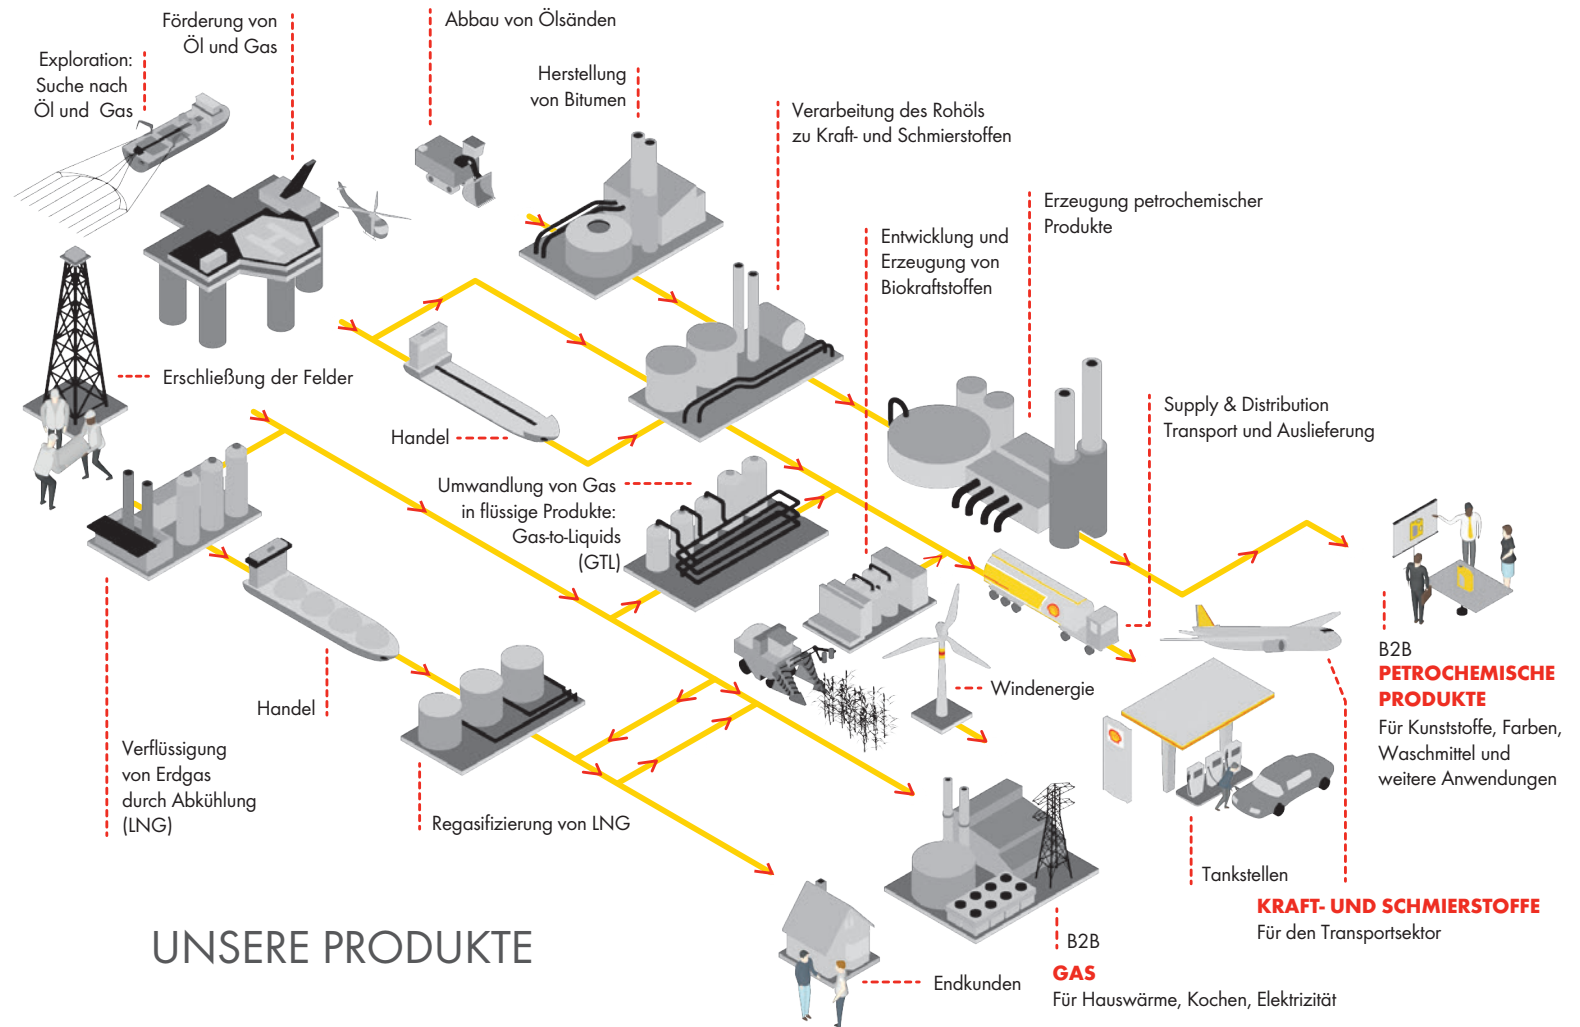 Förderung von
Öl und Gas
Abbau von Ölsänden
Exploration:
Suche nach
Öl und Gas
Herstellung
von Bitumen
Verarbeitung des Rohöls
zu Kraft- und Schmierstoffen
Erzeugung petrochemischer
Produkte
Entwicklung und
Erzeugung von
Biokraftstoffen
H
Erschließung der Felder
Handel
Supply & Distribution
Transport und Auslieferung
Umwandlung von Gas
in flüssige Produkte:
Gas-to-Liquids
(GTL)
Handel
Windenergie
B2B
PETROCHEMISCHE
PRODUKTE
Für Kunststoffe, Farben,
Waschmittel und
weitere Anwendungen
Verflüssigung
von Erdgas
durch Abkühlung
(LNG)
Regasifizierung von LNG
Tankstellen
KRAFT- UND SCHMIERSTOFFE
Für den Transportsektor
UNSERE PRODUKTE
Endkunden
B2B
GAS
Für Hauswärme, Kochen, Elektrizität